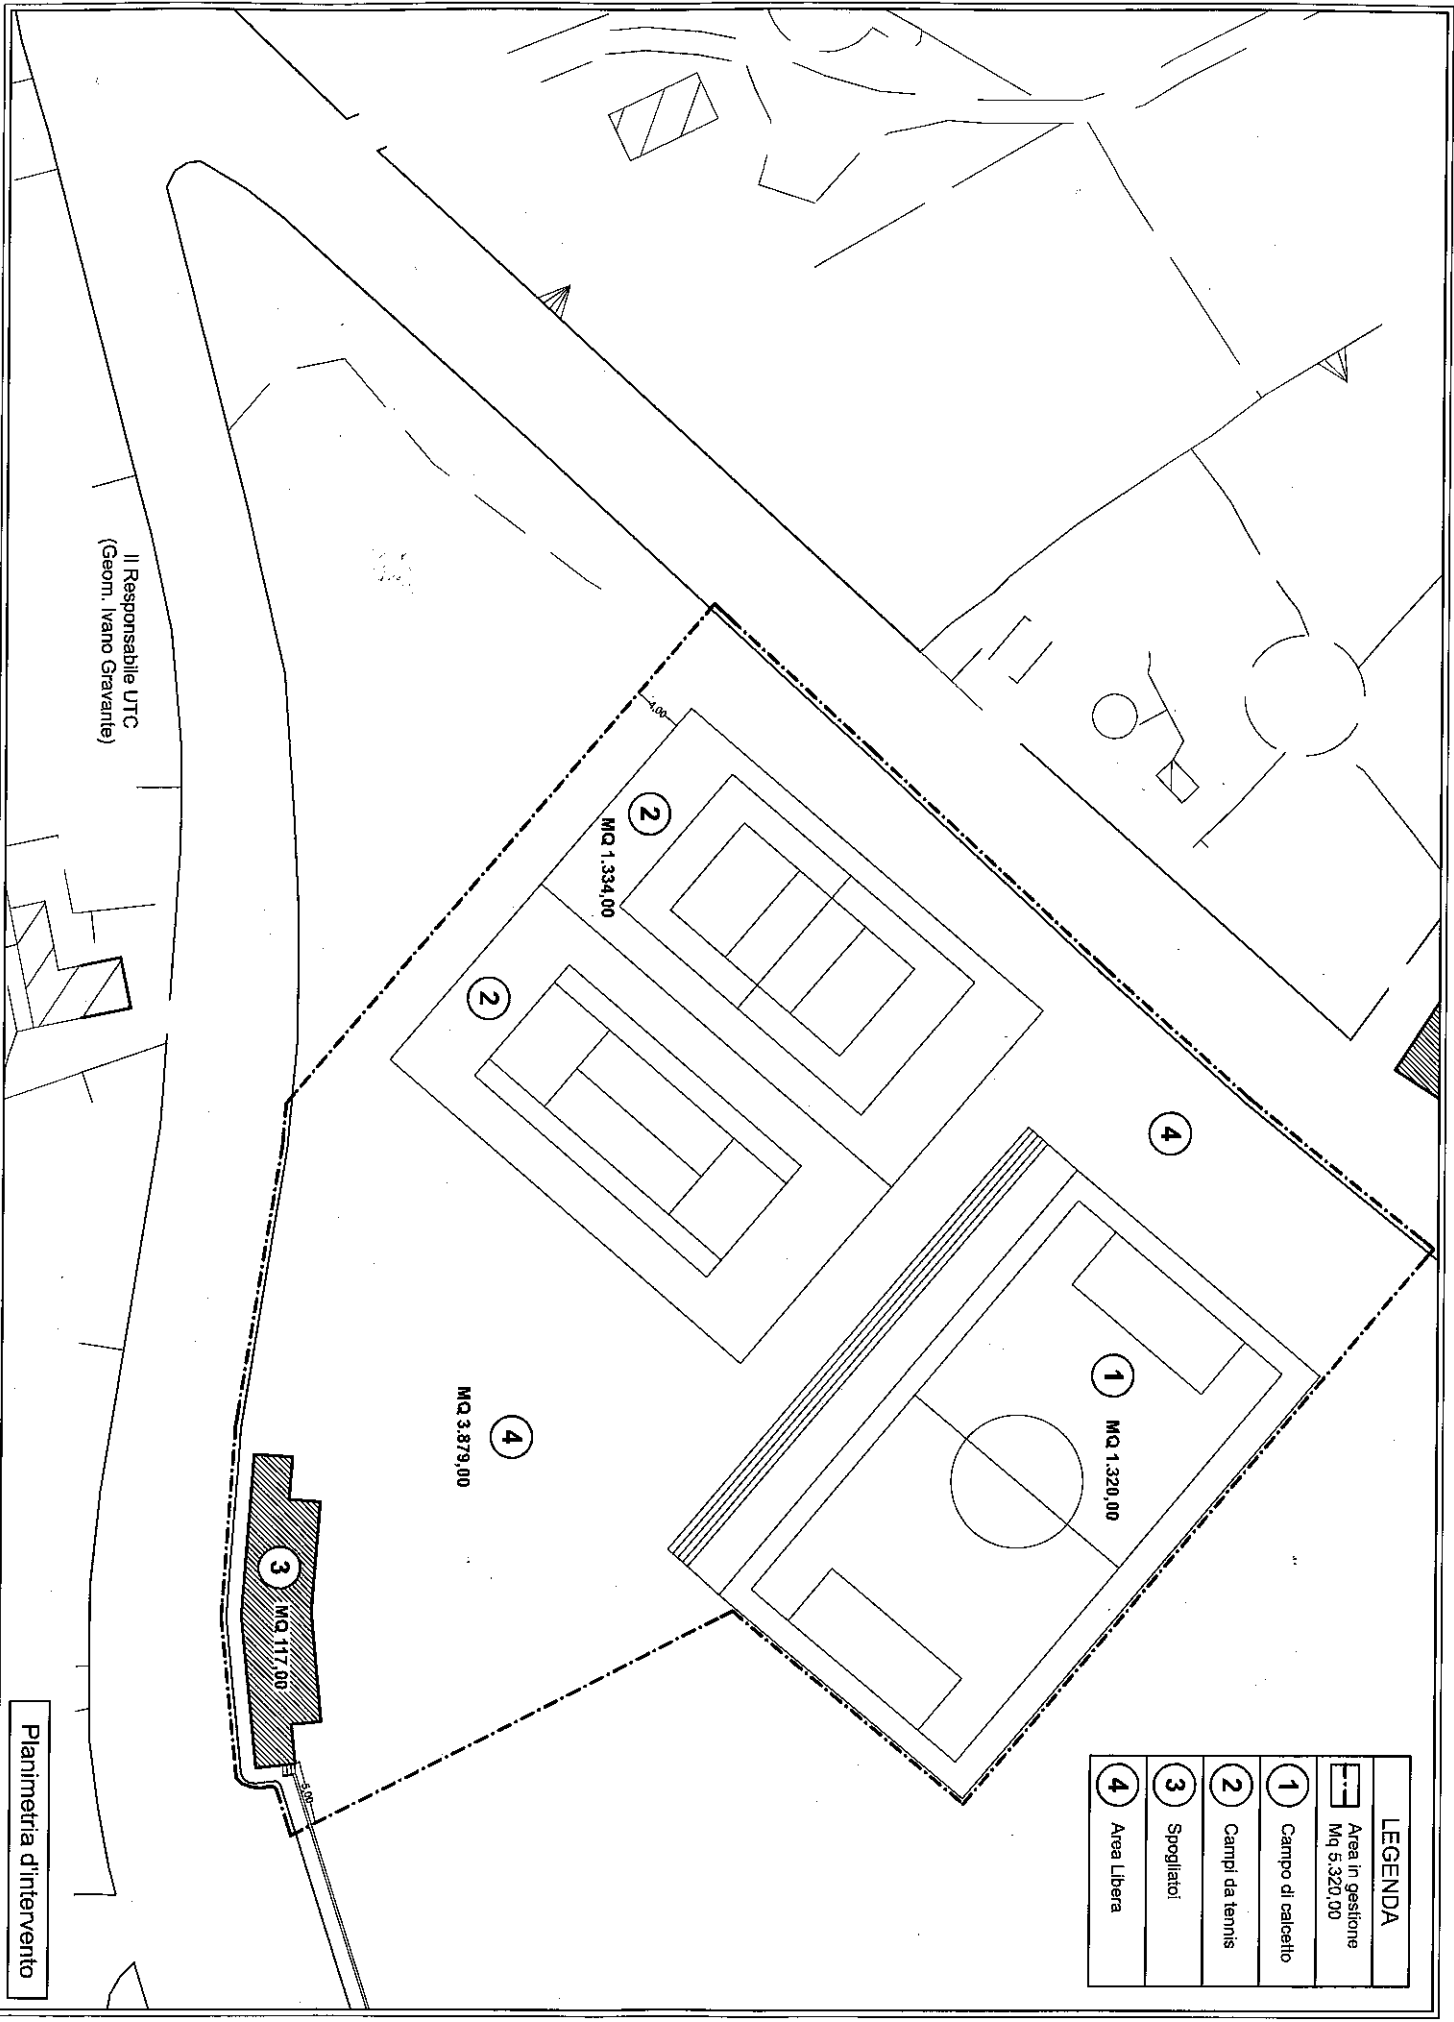 LEGENDA
Area in gestione
Mq 5.320,00
1 Campo di calcetto
2 Campi da tennis
3 Spogliatoi
4 Area Libera
4
1 MQ 1.320,00
4,00
2
MQ 1.334,00
2
4
MQ 3.879,00
3 MQ 117,00
5,00
Il Responsabile UTC
(Geom. Ivano Gravante)
Planimetria d'intervento